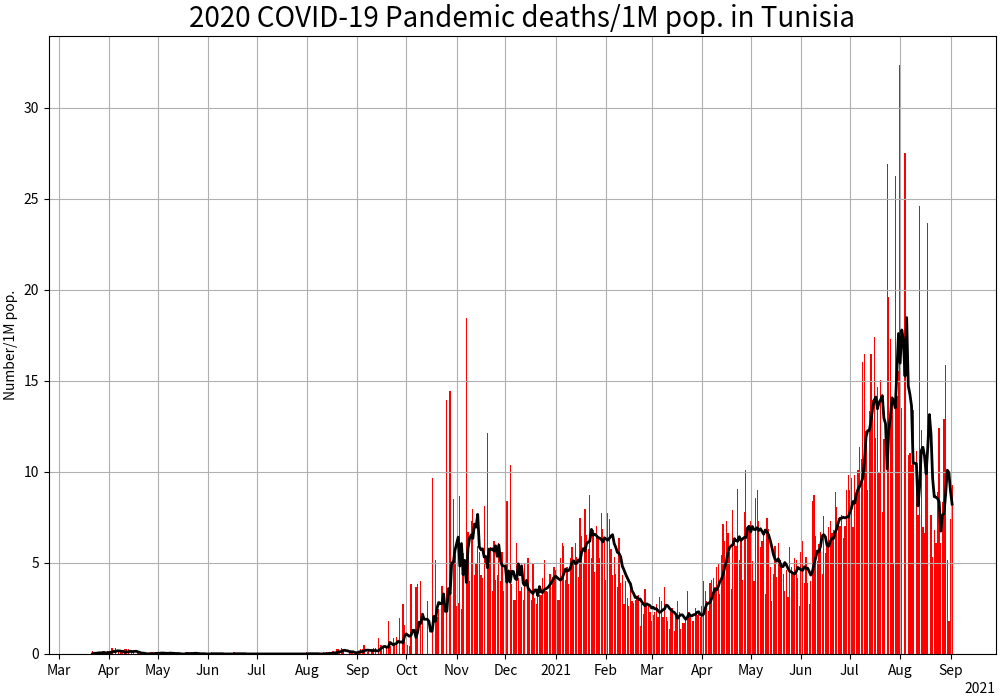 2020 COVID-19 Pandemic deaths/1M pop. in Tunisia
Number/1M pop.
30
25
20
15
10
5
0
Mar Apr May Jun Jul Aug Sep Oct Nov Dec 2021 Feb Mar Apr May Jun Jul Aug Sep
2021